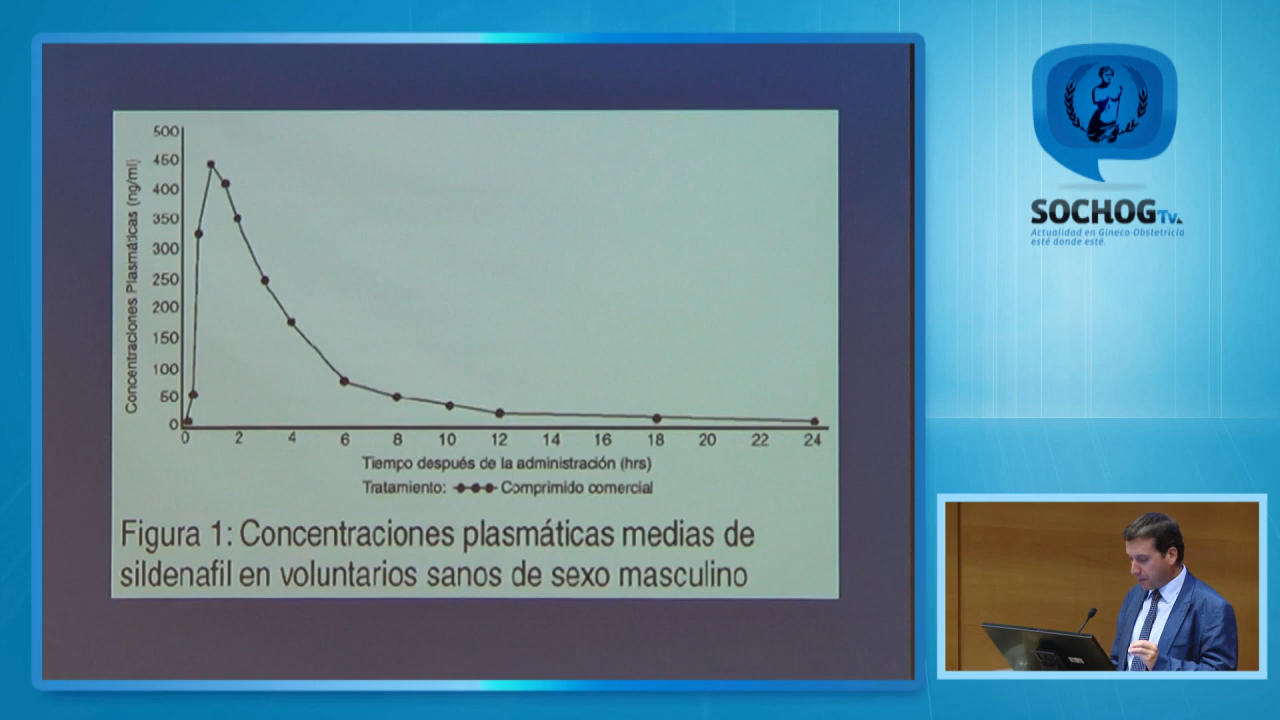 500
450
400
350
300
250
200
150
100
50
0
Concentraciones Plasmáticas (ng/ml)
0 2 4 6 8 10 12 14 16 18 20 22 24
Tiempo después de la administración (hrs)
Tratamiento: Comprimido comercial
Figura 1: Concentraciones plasmáticas medias de
sildenafil en voluntarios sanos de sexo masculino
SOCHOG Tv.
Actualidad en Gineco-Obstetricia
esté donde esté.